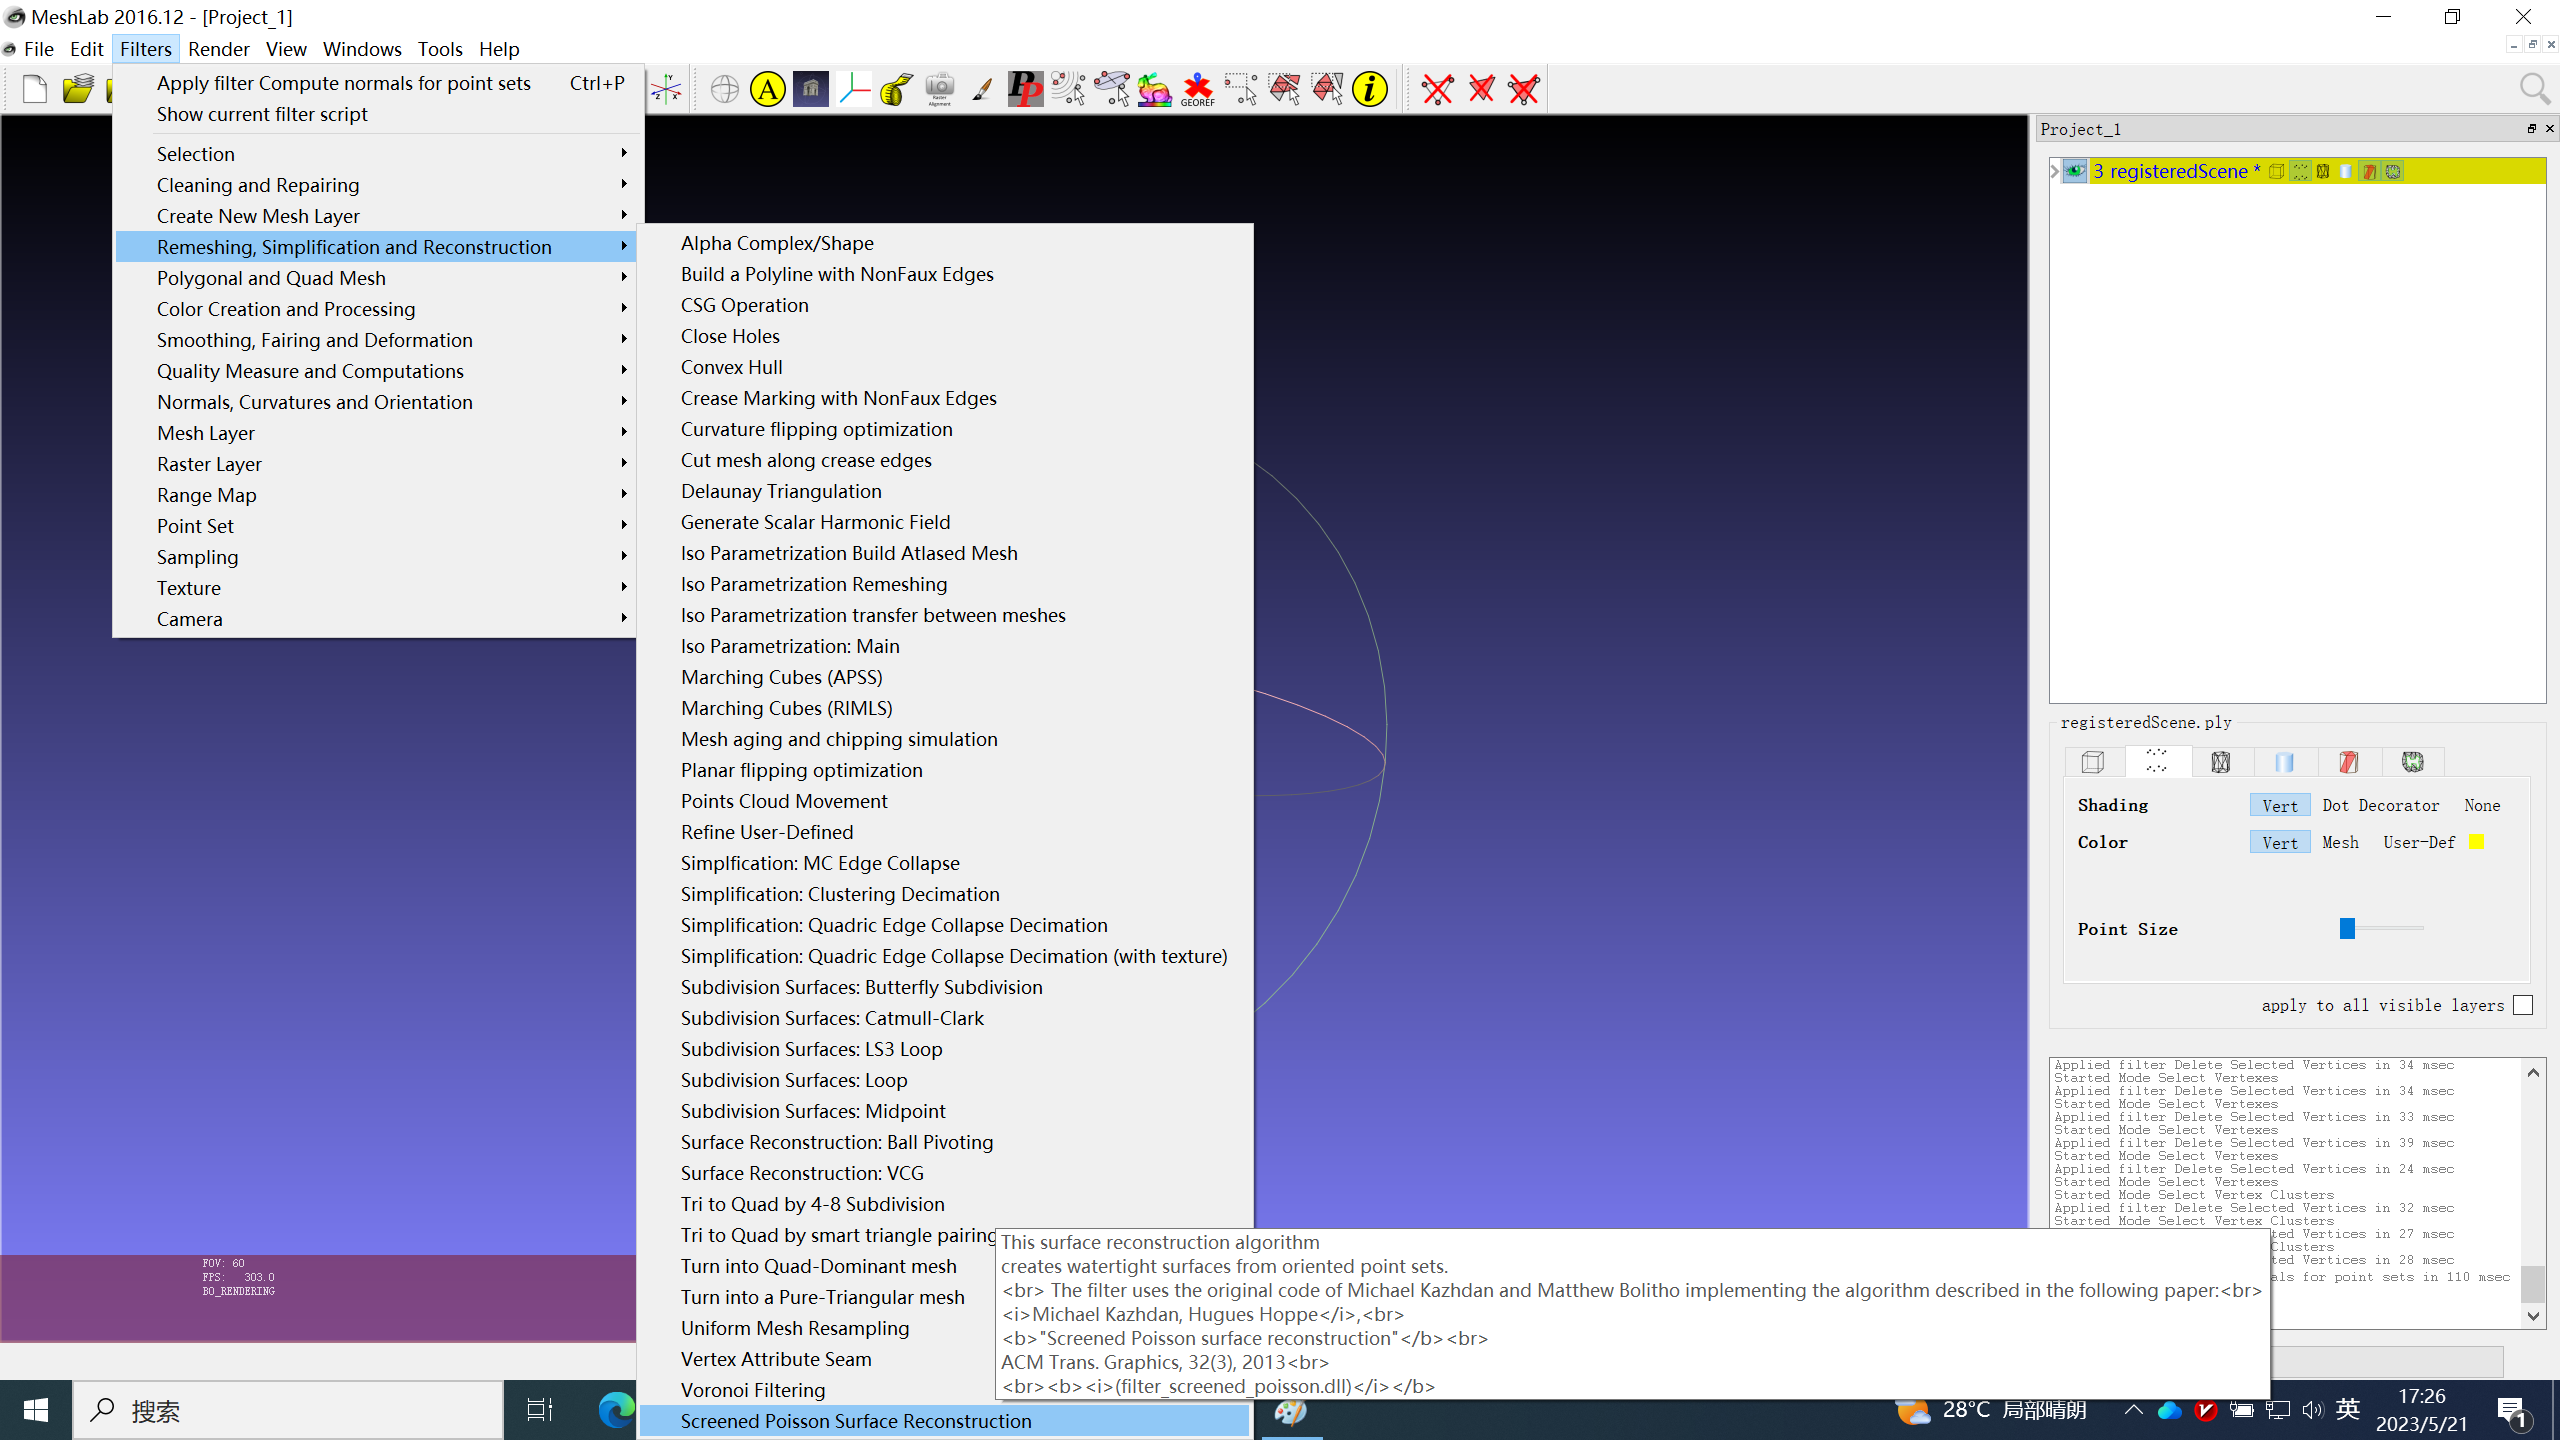 MeshLab 2016.12 - [Project_1]
File Edit Filters Render View Windows Tools Help
Apply filter Compute normals for point sets Ctrl+P
Show current filter script
Selection
Cleaning and Repairing
Create New Mesh Layer
Remeshing, Simplification and Reconstruction
Polygonal and Quad Mesh
Color Creation and Processing
Smoothing, Fairing and Deformation
Quality Measure and Computations
Normals, Curvatures and Orientation
Mesh Layer
Raster Layer
Range Map
Point Set
Sampling
Texture
Camera
Alpha Complex/Shape
Build a Polyline with NonFaux Edges
CSG Operation
Close Holes
Convex Hull
Crease Marking with NonFaux Edges
Curvature flipping optimization
Cut mesh along crease edges
Delaunay Triangulation
Generate Scalar Harmonic Field
Iso Parametrization Build Atlased Mesh
Iso Parametrization Remeshing
Iso Parametrization transfer between meshes
Iso Parametrization: Main
Marching Cubes (APSS)
Marching Cubes (RIMLS)
Mesh aging and chipping simulation
Planar flipping optimization
Points Cloud Movement
Refine User-Defined
Simplfication: MC Edge Collapse
Simplification: Clustering Decimation
Simplification: Quadric Edge Collapse Decimation
Simplification: Quadric Edge Collapse Decimation (with texture)
Subdivision Surfaces: Butterfly Subdivision
Subdivision Surfaces: Catmull-Clark
Subdivision Surfaces: LS3 Loop
Subdivision Surfaces: Loop
Subdivision Surfaces: Midpoint
Surface Reconstruction: Ball Pivoting
Surface Reconstruction: VCG
Tri to Quad by 4-8 Subdivision
Tri to Quad by smart triangle pairing
Turn into Quad-Dominant mesh
Turn into a Pure-Triangular mesh
Uniform Mesh Resampling
Vertex Attribute Seam
Voronoi Filtering
Screened Poisson Surface Reconstruction
This surface reconstruction algorithm
creates watertight surfaces from oriented point sets.
<br> The filter uses the original code of Michael Kazhdan and Matthew Bolitho implementing the algorithm described in the following paper:<br>
<i>Michael Kazhdan, Hugues Hoppe</i>,<br>
<b>"Screened Poisson surface reconstruction"</b><br>
ACM Trans. Graphics, 32(3), 2013<br>
<br><b><i>(filter_screened_poisson.dll)</i></b>
A
Raster Alignment
PP
GEOREF
i
FOV: 60
FPS: 303.0
BO_RENDERING
Project_1
3 registeredScene *
registeredScene.ply
Shading Vert Dot Decorator None
Color Vert Mesh User-Def
Point Size
apply to all visible layers
Applied filter Delete Selected Vertices in 34 msec
Started Mode Select Vertexes
Applied filter Delete Selected Vertices in 34 msec
Started Mode Select Vertexes
Applied filter Delete Selected Vertices in 33 msec
Started Mode Select Vertexes
Applied filter Delete Selected Vertices in 39 msec
Started Mode Select Vertexes
Applied filter Delete Selected Vertices in 24 msec
Started Mode Select Vertexes
Started Mode Select Vertex Clusters
Applied filter Delete Selected Vertices in 32 msec
Started Mode Select Vertex Clusters
ted Vertices in 27 msec
Clusters
ted Vertices in 28 msec
als for point sets in 110 msec
搜索
28°C 局部晴朗
英
17:26
2023/5/21
1